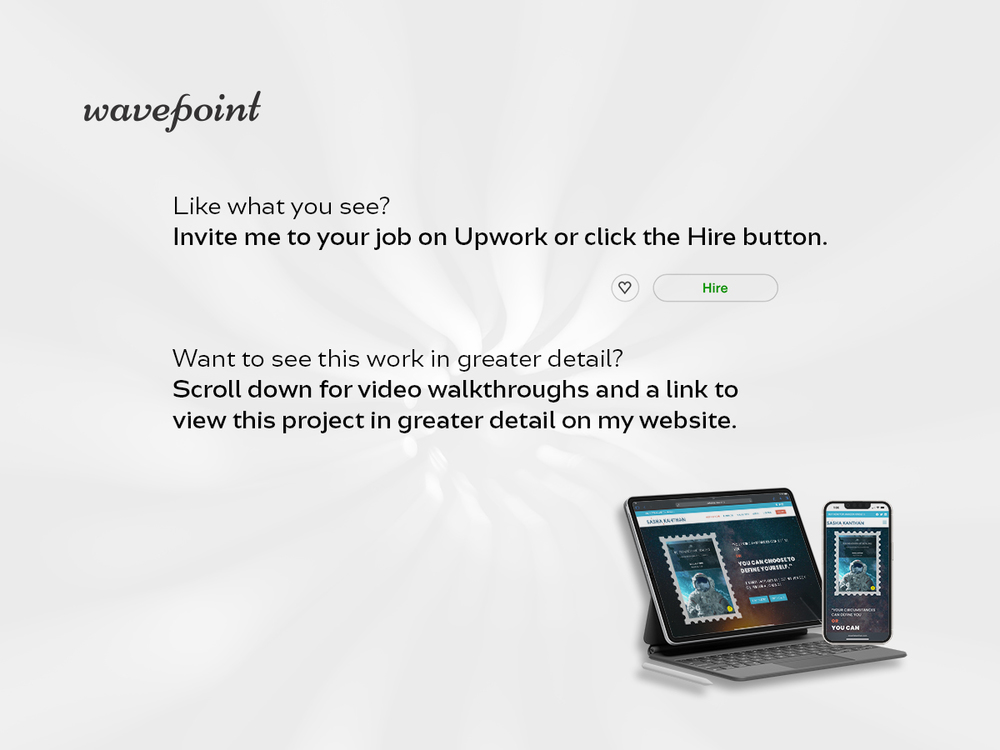 wavepoint
Like what you see?
Invite me to your job on Upwork or click the Hire button.
Hire
Want to see this work in greater detail?
Scroll down for video walkthroughs and a link to
view this project in greater detail on my website.
SASHA KANTHAN
YOU CAN CHOOSE TO
DEFINE YOURSELF."
SASHA KANTHAN
"YOUR CIRCUMSTANCES
CAN DEFINE YOU
OR
YOU CAN